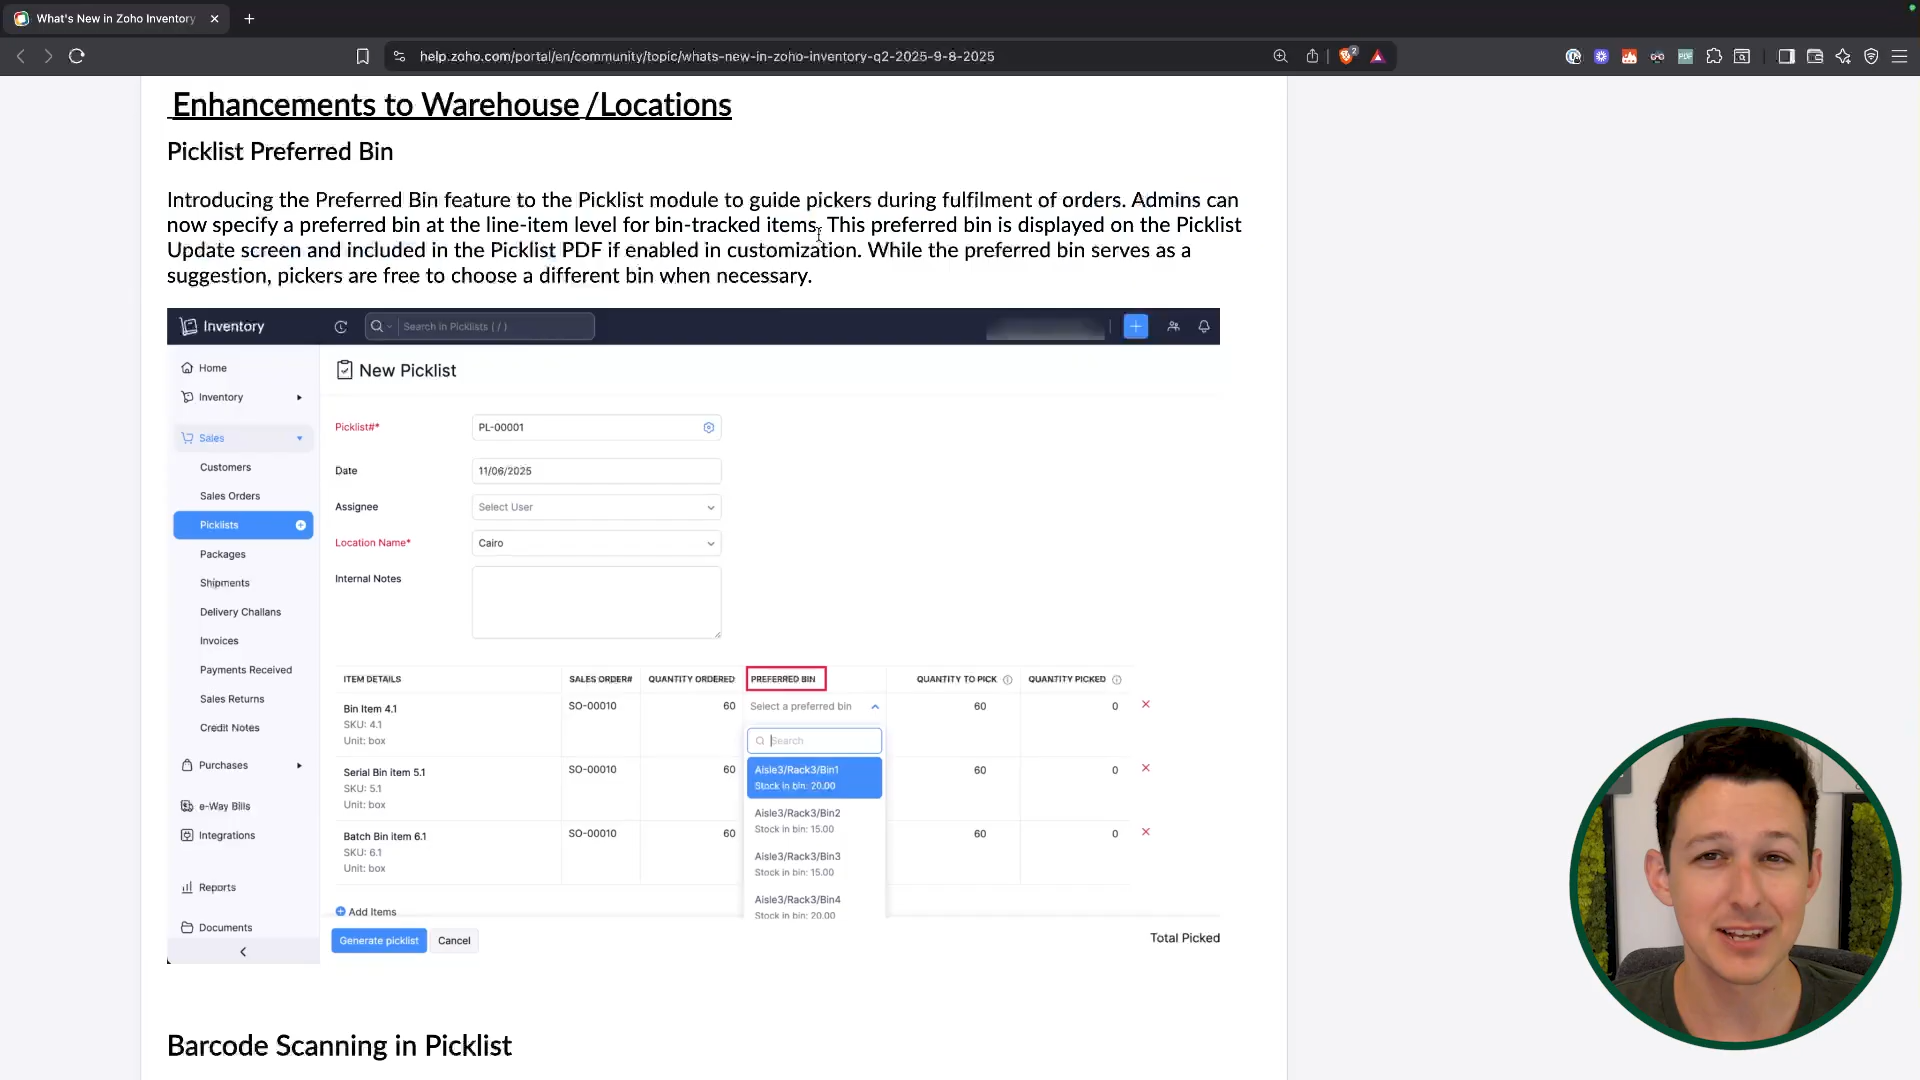 What's New in Zoho Inventory
help.zoho.com/portal/en/community/topic/whats-new-in-zoho-inventory-q2-2025-9-8-2025
2
PDF
Enhancements to Warehouse /Locations
Picklist Preferred Bin
Introducing the Preferred Bin feature to the Picklist module to guide pickers during fulfilment of orders. Admins can
now specify a preferred bin at the line-item level for bin-tracked items. This preferred bin is displayed on the Picklist
Update screen and included in the Picklist PDF if enabled in customization. While the preferred bin serves as a
suggestion, pickers are free to choose a different bin when necessary.
Inventory
Search in Picklists ( / )
Home
Inventory
Sales
Customers
Sales Orders
Picklists
Packages
Shipments
Delivery Challans
Invoices
Payments Received
Sales Returns
Credit Notes
Purchases
e-Way Bills
Integrations
Reports
Documents
New Picklist
Picklist#*
PL-00001
Date
11/06/2025
Assignee
Select User
Location Name*
Cairo
Internal Notes
ITEM DETAILS SALES ORDER# QUANTITY ORDERED PREFERRED BIN QUANTITY TO PICK QUANTITY PICKED
Bin Item 4.1 SO-00010 60 Select a preferred bin 60 0
SKU: 4.1
Unit: box
Search
Serial Bin item 5.1 SO-00010 60 60 0
SKU: 5.1
Unit: box
Aisle3/Rack3/Bin1
Stock in bin: 20.00
Aisle3/Rack3/Bin2
Stock in bin: 15.00
Batch Bin item 6.1 SO-00010 60 60 0
SKU: 6.1
Unit: box
Aisle3/Rack3/Bin3
Stock in bin: 15.00
Aisle3/Rack3/Bin4
Stock in bin: 20.00
Add Items
Generate picklist
Cancel
Total Picked
Barcode Scanning in Picklist